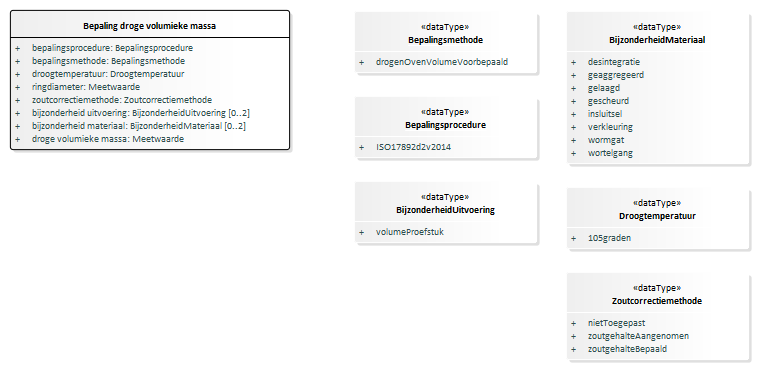 Bepaling droge volumieke massa
+ bepalingsprocedure: Bepalingsprocedure
+ bepalingsmethode: Bepalingsmethode
+ droogtemperatuur: Droogtemperatuur
+ ringdiameter: Meetwaarde
+ zoutcorrectiemethode: Zoutcorrectiemethode
+ bijzonderheid uitvoering: BijzonderheidUitvoering [0..2]
+ bijzonderheid materiaal: BijzonderheidMateriaal [0..2]
+ droge volumieke massa: Meetwaarde
«dataType»
Bepalingsmethode
+ drogenOvenVolumeVoorbepaald
«dataType»
Bepalingsprocedure
+ ISO17892d2v2014
«dataType»
BijzonderheidUitvoering
+ volumeProefstuk
«dataType»
BijzonderheidMateriaal
+ desintegratie
+ geaggregeerd
+ gelaagd
+ gescheurd
+ insluitsel
+ verkleuring
+ wormgat
+ wortelgang
«dataType»
Droogtemperatuur
+ 105graden
«dataType»
Zoutcorrectiemethode
+ nietToegepast
+ zoutgehalteAangenomen
+ zoutgehalteBepaald